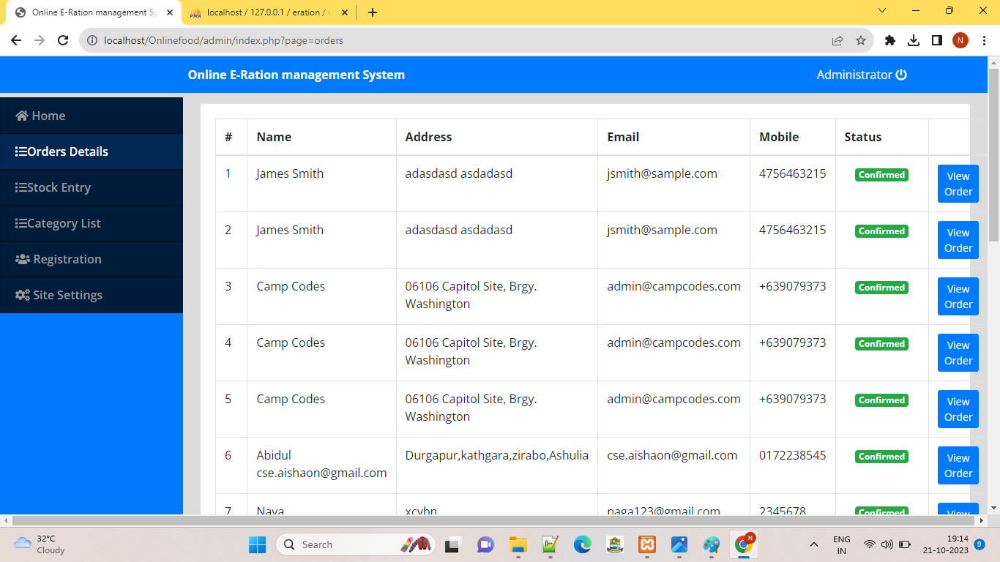 Online E-Ration management Sy
localhost / 127.0.0.1 / eration / u
localhost/Onlinefood/admin/index.php?page=orders
N
Online E-Ration management System
Administrator
Home
Orders Details
Stock Entry
Category List
Registration
Site Settings
# Name Address Email Mobile Status
1 James Smith adasdasd asdadasd jsmith@sample.com 4756463215 Confirmed View
Order
2 James Smith adasdasd asdadasd jsmith@sample.com 4756463215 Confirmed View
Order
3 Camp Codes 06106 Capitol Site, Brgy. admin@campcodes.com +639079373 Confirmed View
Washington Order
4 Camp Codes 06106 Capitol Site, Brgy. admin@campcodes.com +639079373 Confirmed View
Washington Order
5 Camp Codes 06106 Capitol Site, Brgy. admin@campcodes.com +639079373 Confirmed View
Washington Order
6 Abidul Durgapur,kathgara,zirabo,Ashulia cse.aishaon@gmail.com 0172238545 Confirmed View
cse.aishaon@gmail.com Order
7 Naya xcvbn naga123@gmail.com 2345678 Confirmed View
32°C
Cloudy
Search
ENG
IN
19:14
21-10-2023
9